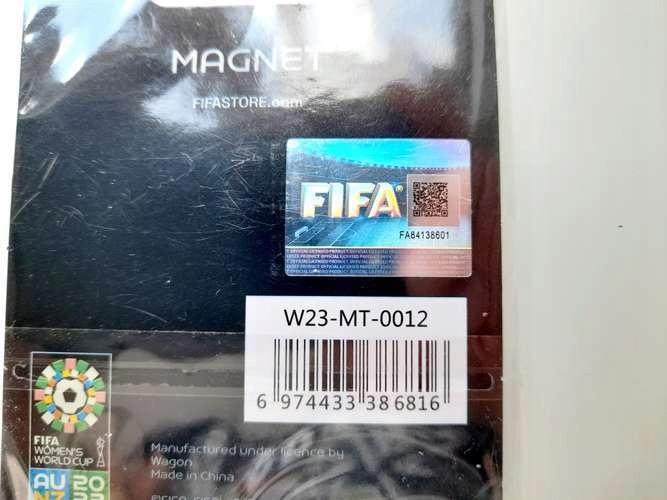 MAGNET
FIFASTORE.com
FIFA®
FA84138601
W23-MT-0012
6 974433 386816
FIFA
WOMEN'S
WORLD CUP
AU 20
Manufactured under licence by
Wagon
Made in China